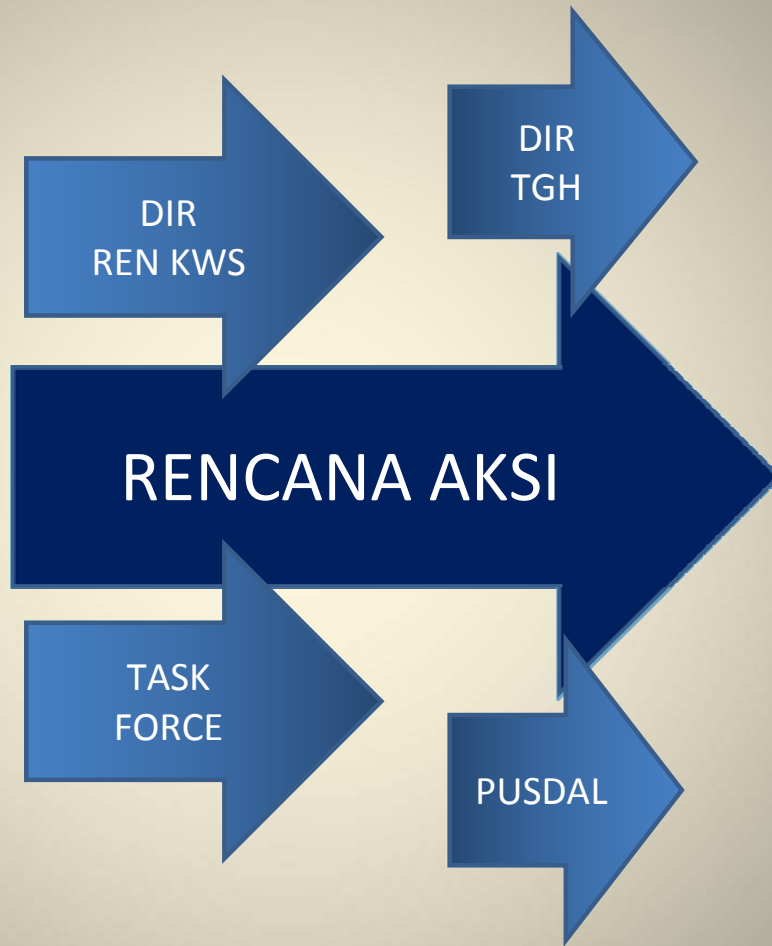 DIR
TGH
DIR
REN KWS
RENCANA AKSI
TASK
FORCE
PUSDAL